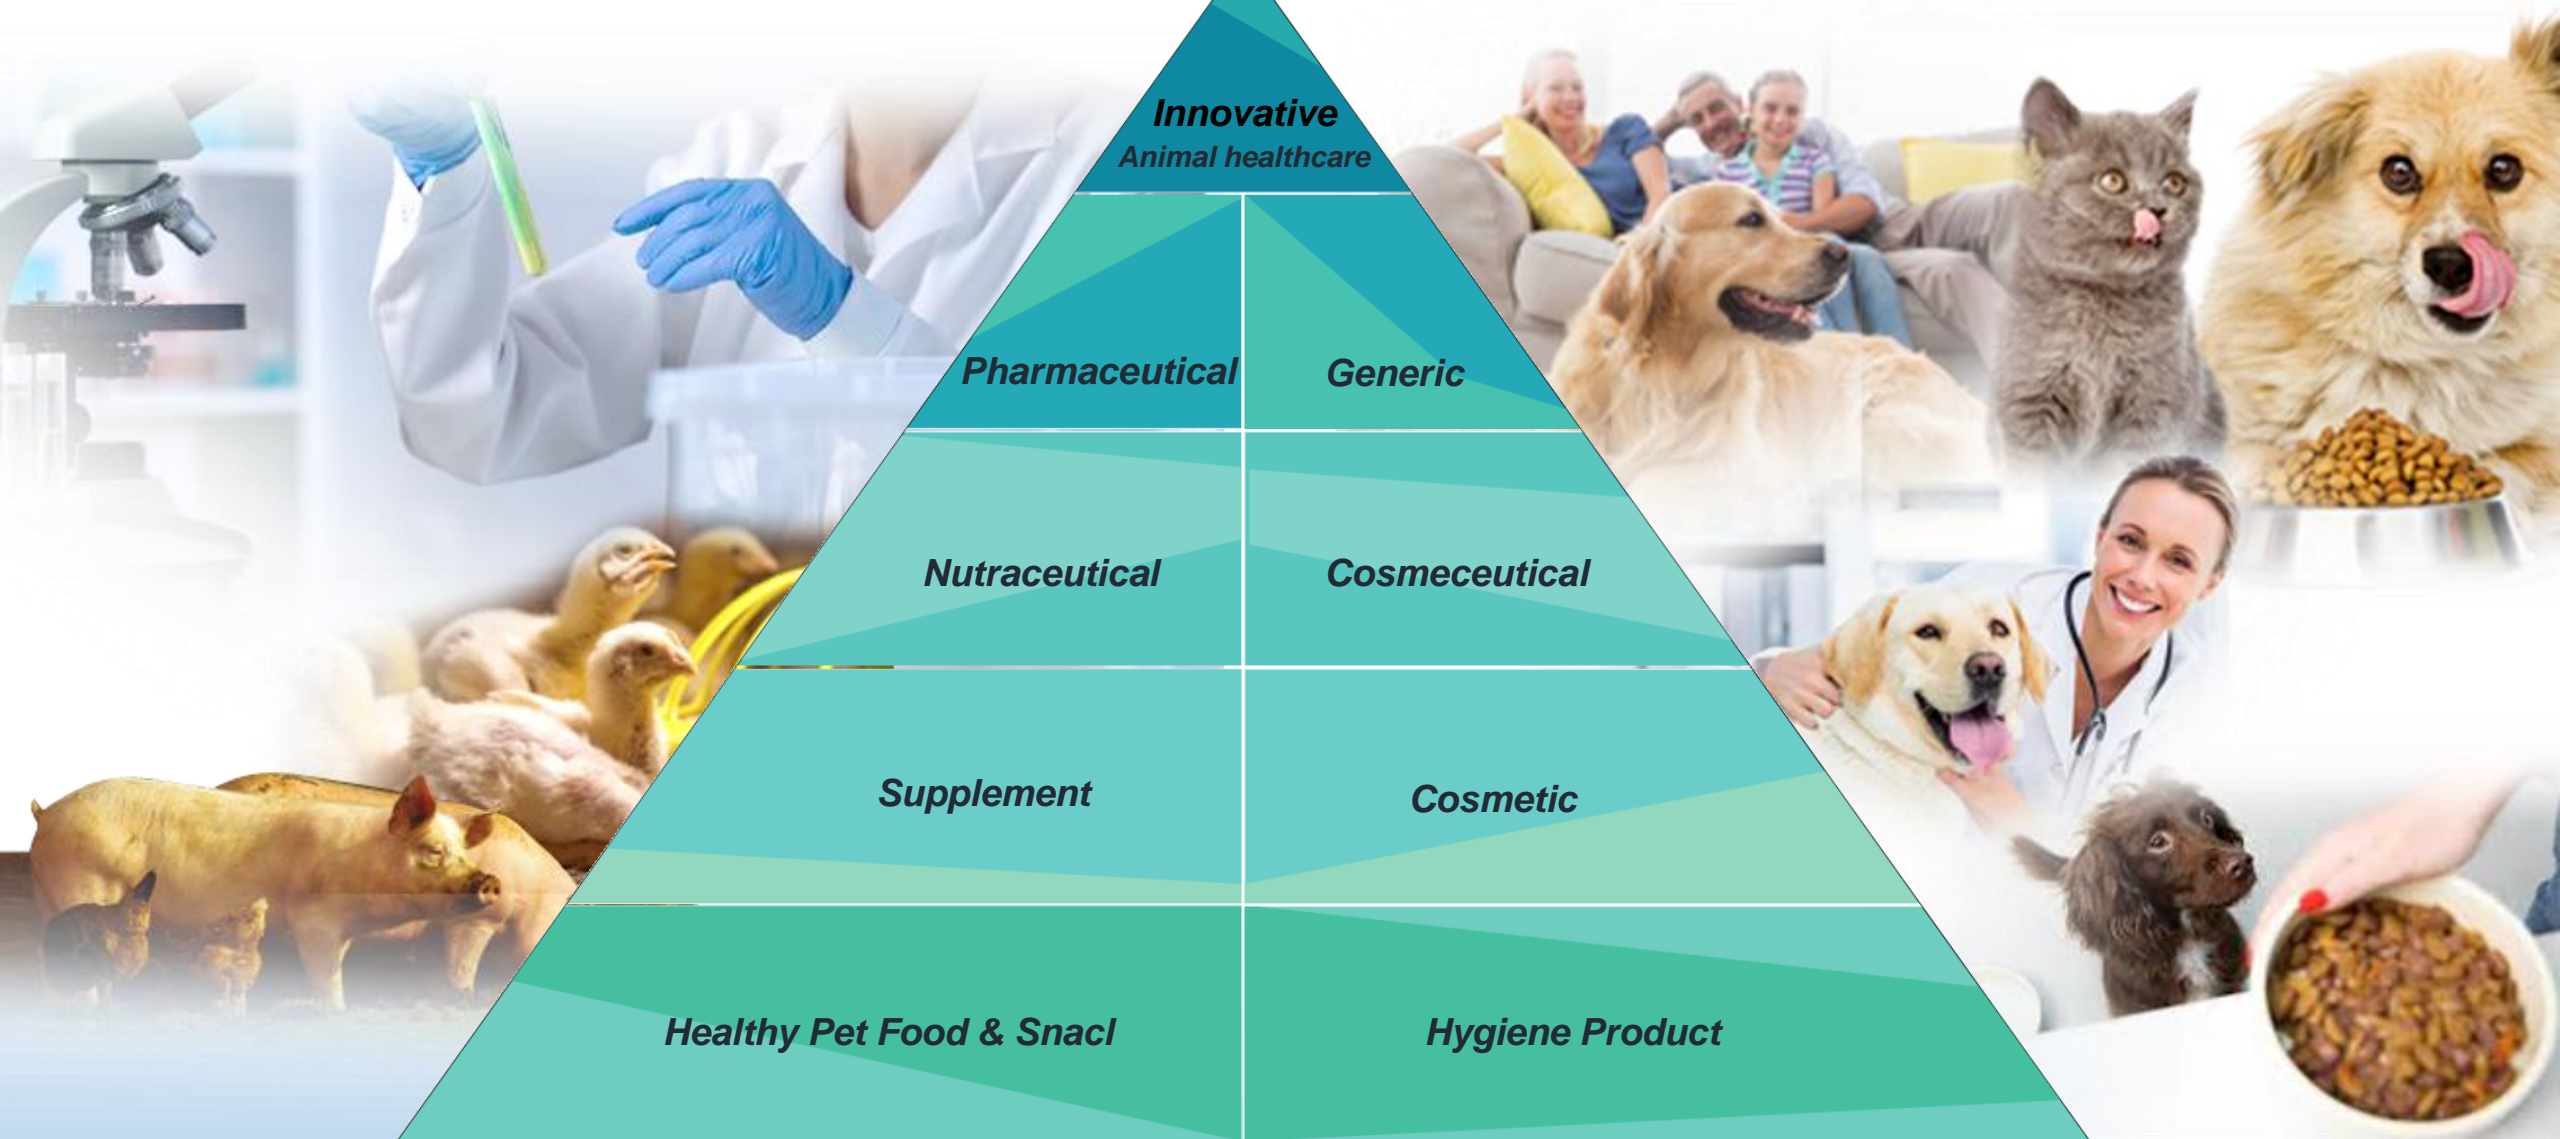 Innovative
Animal healthcare
Pharmaceutical
Generic
Nutraceutical
Cosmeceutical
Supplement
Cosmetic
Healthy Pet Food & Snacl
Hygiene Product